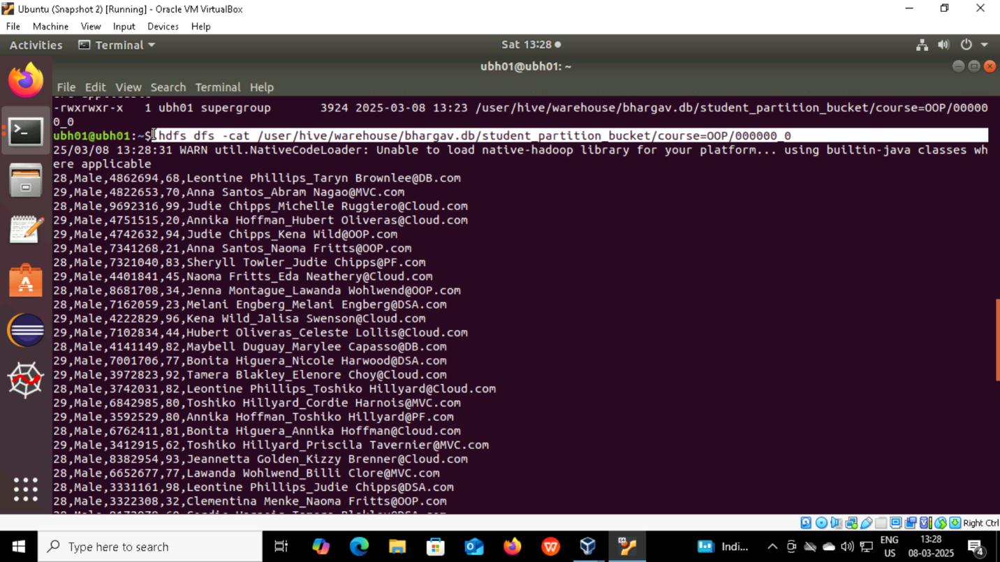 Ubuntu (Snapshot 2) [Running] - Oracle VM VirtualBox
File Machine View Input Devices Help
Activities Terminal Sat 13:28
ubh01@ubh01: ~
File Edit View Search Terminal Help
-rwxrwxr-x   1 ubh01 supergroup       3924 2025-03-08 13:23 /user/hive/warehouse/bhargav.db/student_partition_bucket/course=OOP/00000
0_0
ubh01@ubh01:~$ hdfs dfs -cat /user/hive/warehouse/bhargav.db/student_partition_bucket/course=OOP/000000_0
25/03/08 13:28:31 WARN util.NativeCodeLoader: Unable to load native-hadoop library for your platform... using builtin-java classes wh
ere applicable
28,Male,4862694,68,Leontine Phillips_Taryn Brownlee@DB.com
29,Male,4822653,70,Anna Santos_Abram Nagao@MVC.com
28,Male,9692316,99,Judie Chipps_Michelle Ruggiero@Cloud.com
29,Male,4751515,20,Annika Hoffman_Hubert Oliveras@Cloud.com
29,Male,4742632,94,Judie Chipps_Kena Wild@OOP.com
29,Male,7341268,21,Anna Santos_Naoma Fritts@OOP.com
28,Male,7321040,83,Sheryll Towler_Judie Chipps@PF.com
29,Male,4401841,45,Naoma Fritts_Eda Neathery@Cloud.com
28,Male,8681708,34,Jenna Montague_Lawanda Wohlwend@OOP.com
28,Male,7162059,23,Melani Engberg_Melani Engberg@DSA.com
29,Male,4222829,96,Kena Wild_Jalisa Swenson@Cloud.com
29,Male,7102834,44,Hubert Oliveras_Celeste Lollis@Cloud.com
28,Male,4141149,82,Maybell Duguay_Marylee Capasso@DB.com
29,Male,7001706,77,Bonita Higuera_Nicole Harwood@DSA.com
29,Male,3972823,92,Tamera Blakley_Elenore Choy@Cloud.com
28,Male,3742031,82,Leontine Phillips_Toshiko Hillyard@Cloud.com
29,Male,6842985,80,Toshiko Hillyard_Cordie Harnois@MVC.com
29,Male,3592529,80,Annika Hoffman_Toshiko Hillyard@PF.com
28,Male,6762411,81,Bonita Higuera_Annika Hoffman@Cloud.com
29,Male,3412915,62,Toshiko Hillyard_Priscila Tavernier@MVC.com
28,Male,8382954,93,Jeannetta Golden_Kizzy Brenner@Cloud.com
28,Male,6652677,77,Lawanda Wohlwend_Billi Clore@MVC.com
28,Male,3331161,98,Leontine Phillips_Judie Chipps@DSA.com
28,Male,3322308,32,Clementina Menke_Naoma Fritts@OOP.com
Right Ctrl
Type here to search
Indi...
ENG
US
13:28
08-03-2025
4